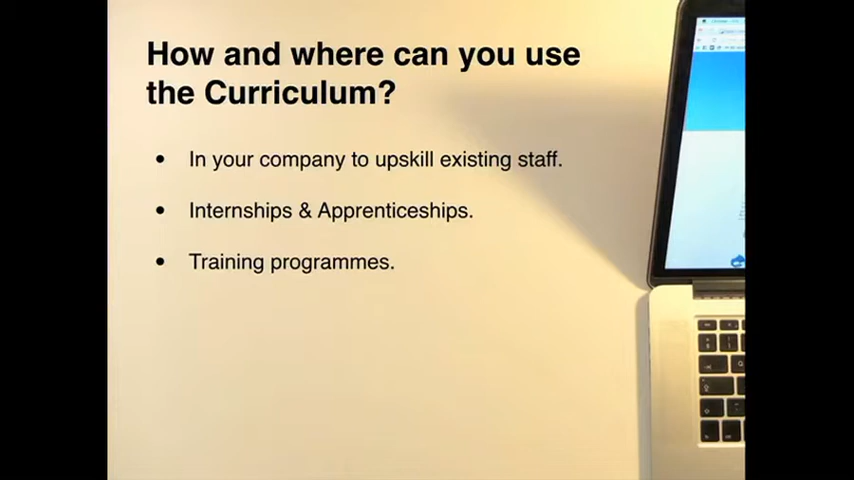 How and where can you use
the Curriculum?
• In your company to upskill existing staff.
• Internships & Apprenticeships.
• Training programmes.